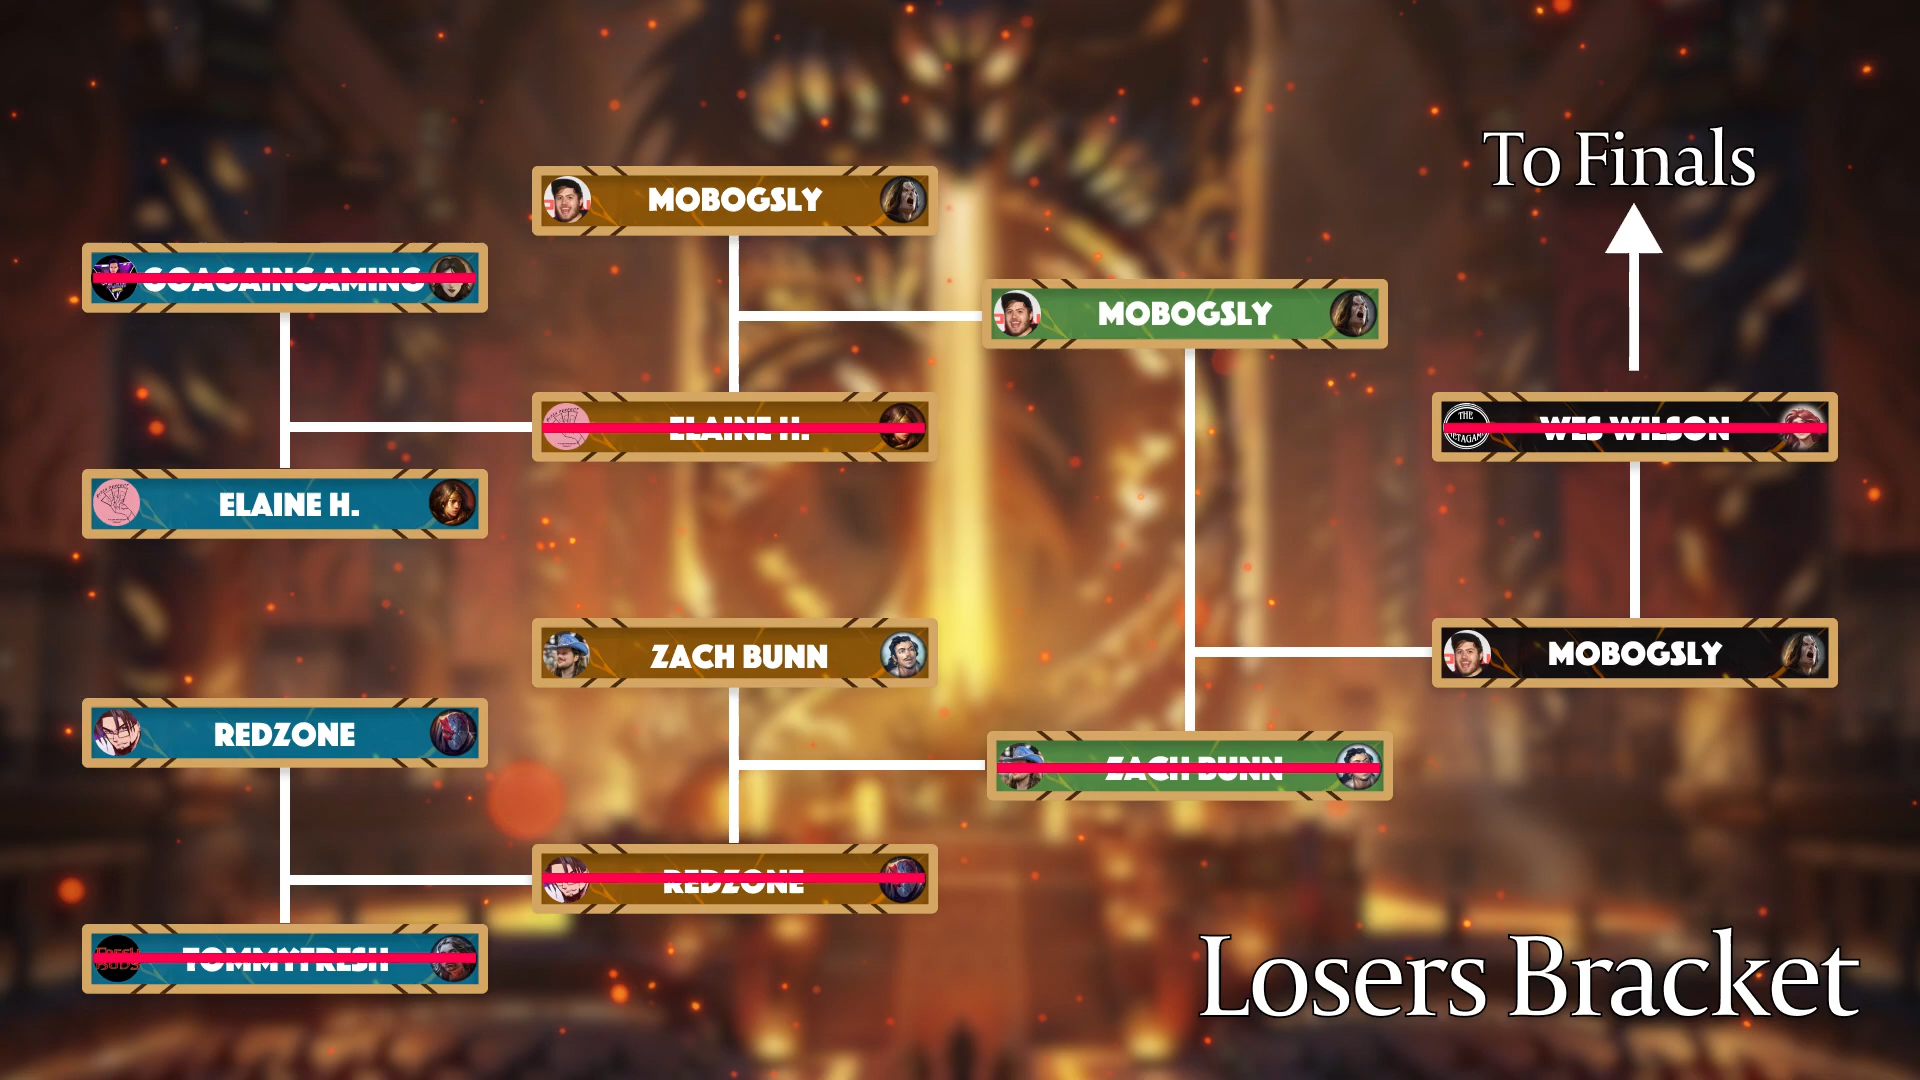 To Finals
MOBOGSLY
GOAGAINGAMING
MOBOGSLY
ELAINE H.
THE
WES WILSON
ELAINE H.
ZACH BUNN
MOBOGSLY
REDZONE
ZACH BUNN
REDZONE
TOMMYFRESH
Losers Bracket